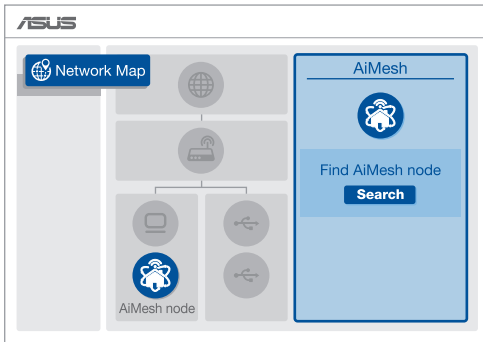 ASUS
Network Map
AiMesh
Find AiMesh node
Search
AiMesh node